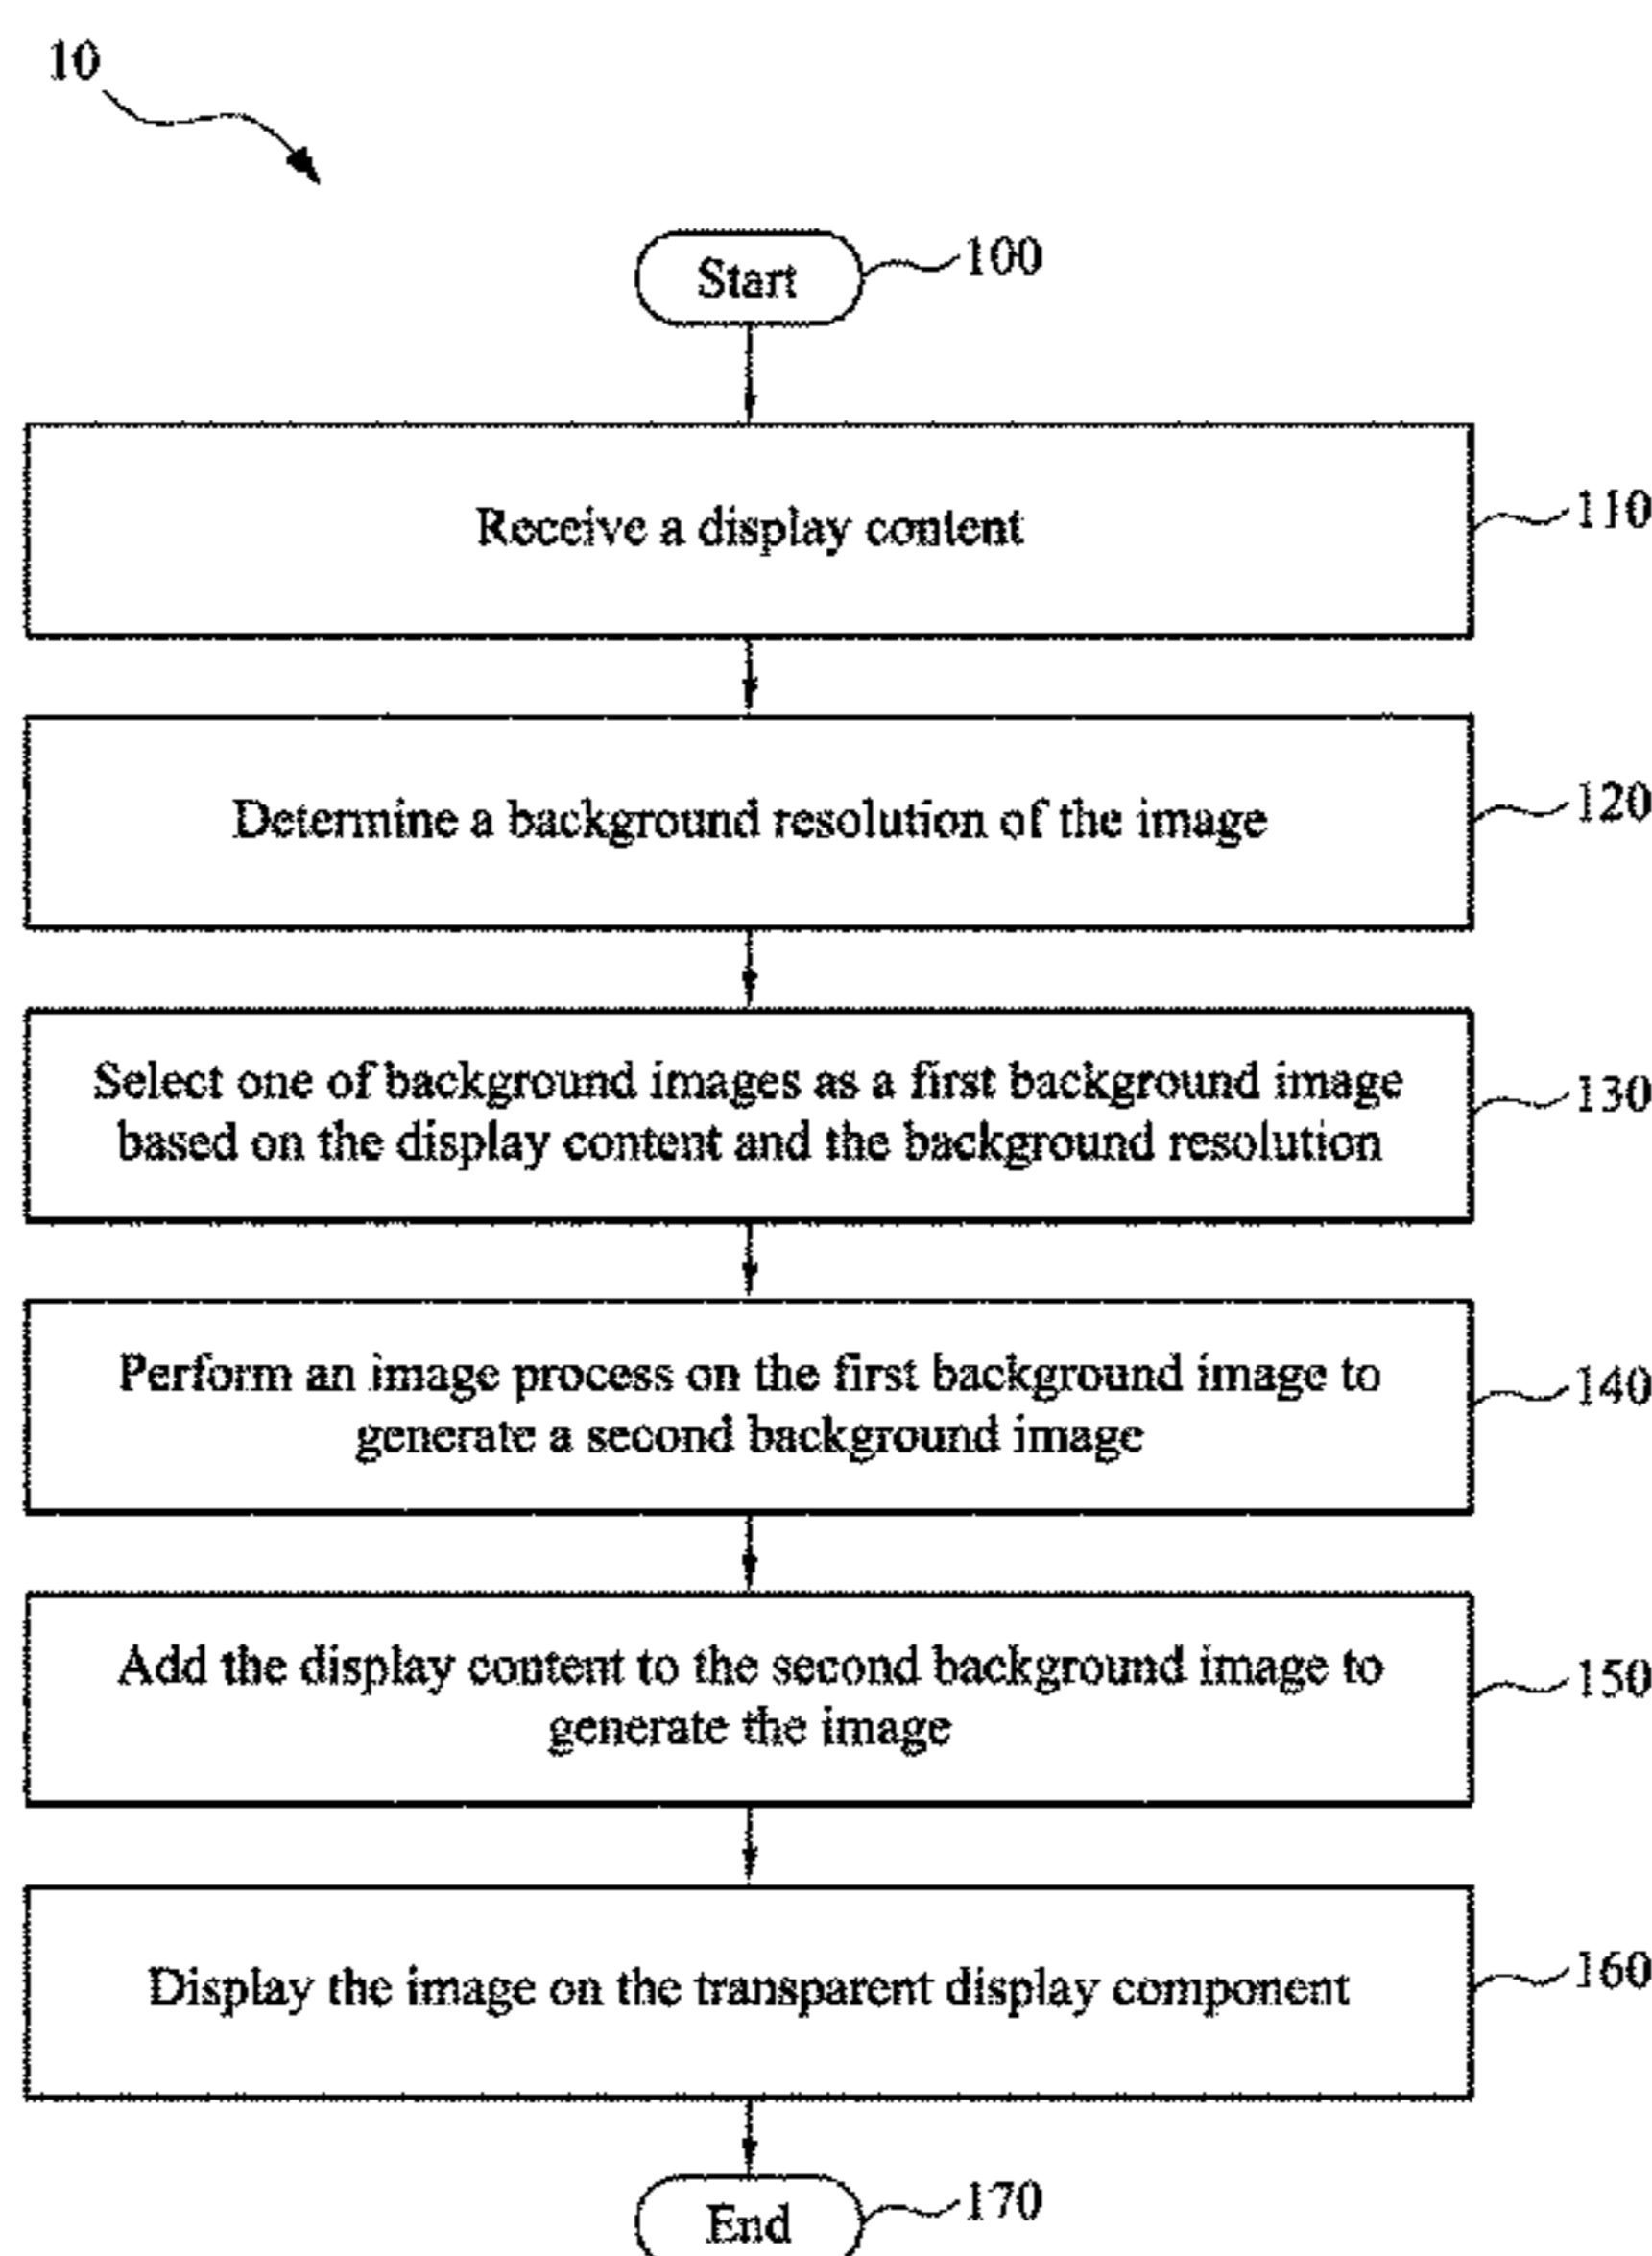 10
Start
100
Receive a display content
110
Determine a background resolution of the image
120
Select one of background images as a first background image
based on the display content and the background resolution
130
Perform an image process on the first background image to
generate a second background image
140
Add the display content to the second background image to
generate the image
150
Display the image on the transparent display component
160
End
170